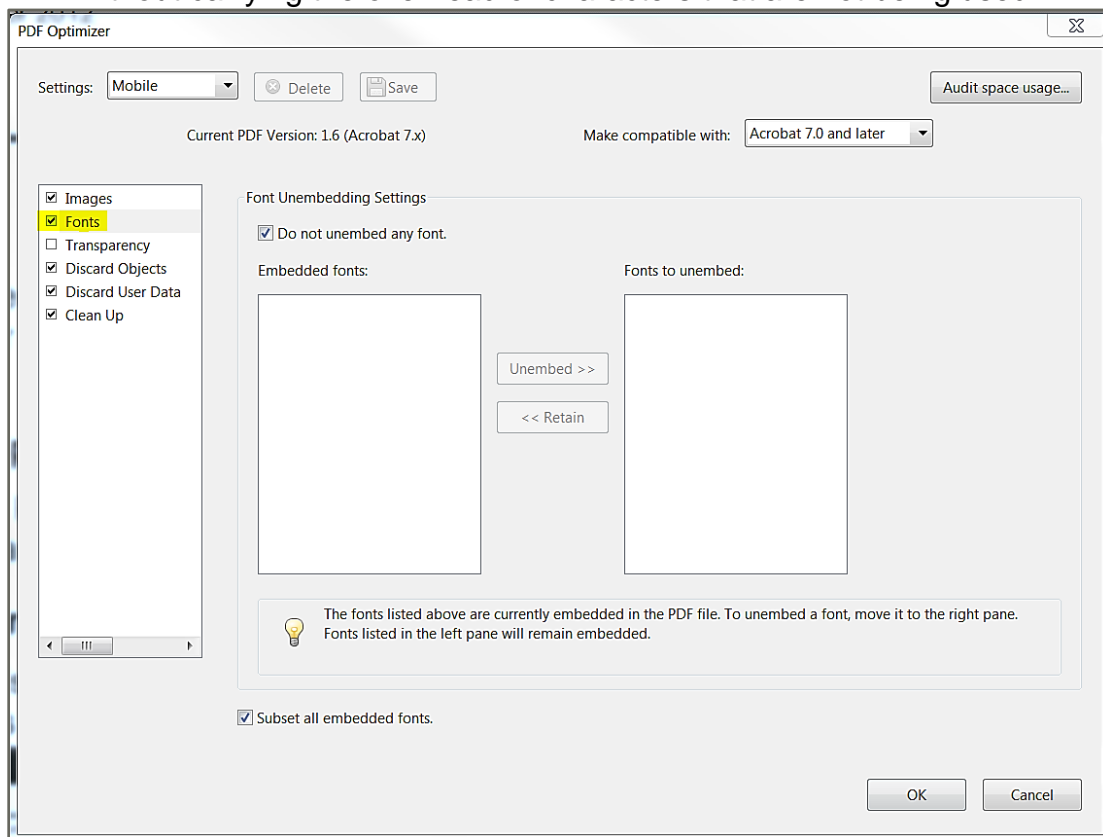 PDF Optimizer
Settings: Mobile Delete Save Audit space usage...
Current PDF Version: 1.6 (Acrobat 7.x) Make compatible with: Acrobat 7.0 and later
Images
Fonts
Transparency
Discard Objects
Discard User Data
Clean Up
Font Unembedding Settings
Do not unembed any font.
Embedded fonts: Fonts to unembed:
Unembed >>
<< Retain
The fonts listed above are currently embedded in the PDF file. To unembed a font, move it to the right pane.
Fonts listed in the left pane will remain embedded.
Subset all embedded fonts.
OK Cancel